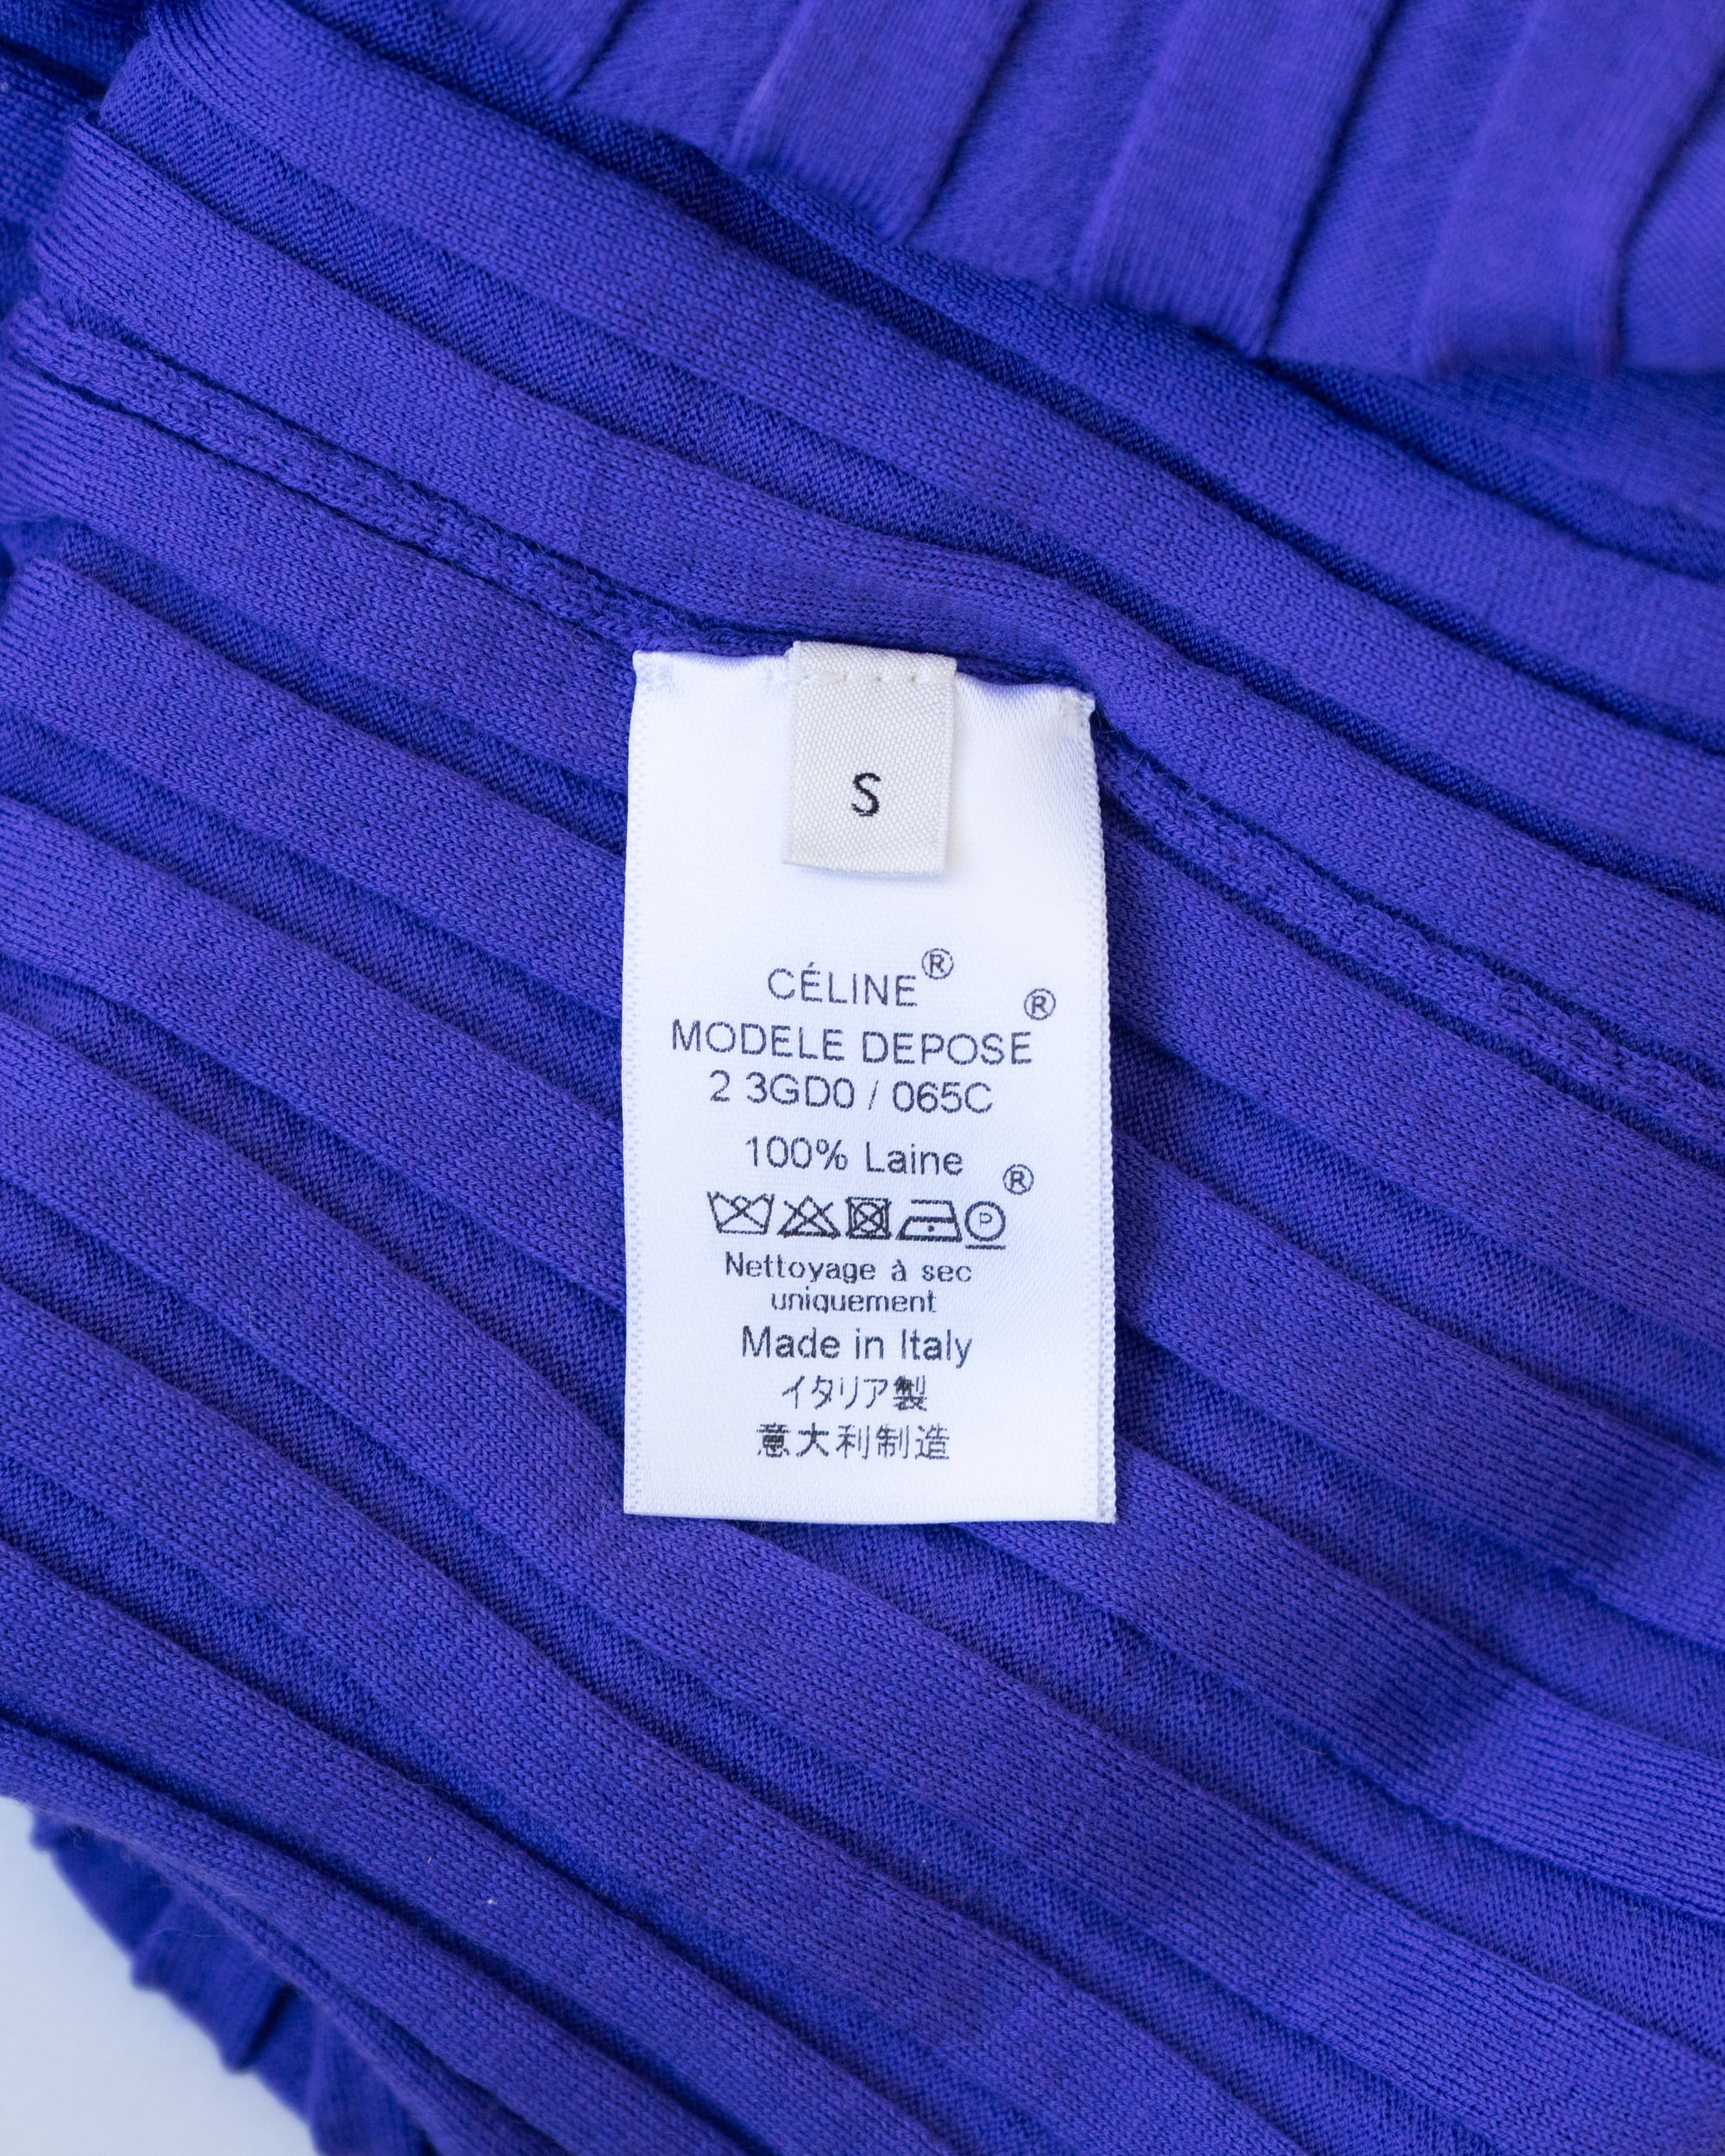 S
CÉLINE®
MODELE DEPOSE®
2 3GD0 / 065C
100% Laine
®
P
Nettoyage à sec
uniquement
Made in Italy
イタリア製
意大利制造